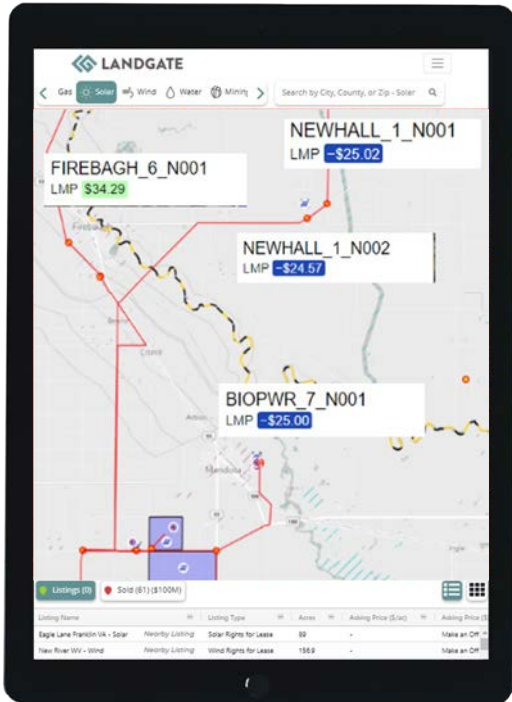 LANDGATE
Gas Solar Wind Water Mining
Search by City, County, or Zip - Solar
NEWHALL_1_N001
LMP −$25.02
FIREBAGH_6_N001
LMP $34.29
Firebaugh
NEWHALL_1_N002
LMP −$24.57
BIOPWR_7_N001
LMP −$25.00
Mendota
Listings (0) Sold (61) ($100M)
Listing Name Listing Type Acres Asking Price ($/ac) Asking Price ($
Eagle Lane Franklin VA - Solar Nearby Listing Solar Rights for Lease 89 - Make an Off
New River WV - Wind Nearby Listing Wind Rights for Lease 156.9 - Make an Off